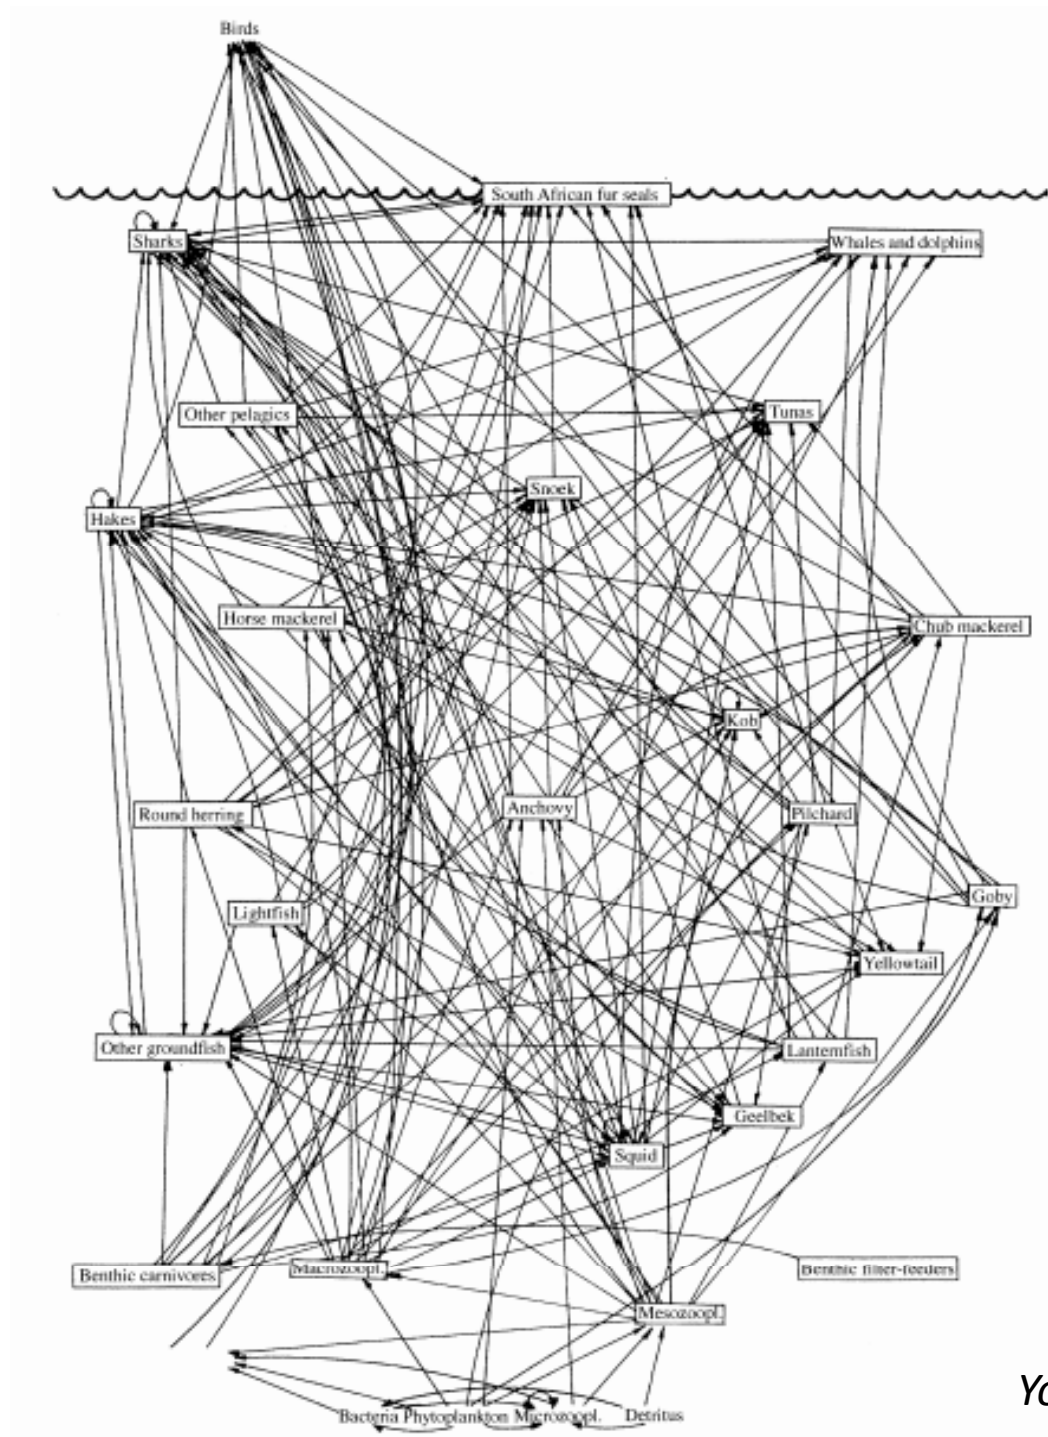 Birds
South African fur seals
Sharks
Whales and dolphins
Other pelagics
Tunas
Snoek
Hakes
Horse mackerel
Chub mackerel
Kob
Round herring
Anchovy
Pilchard
Goby
Lightfish
Yellowtail
Other groundfish
Lanternfish
Geelbek
Squid
Benthic carnivores
Macrozoopl.
Benthic filter-feeders
Mesozoopl.
Yo
Bacteria Phytoplankton Microzoopl. Detritus